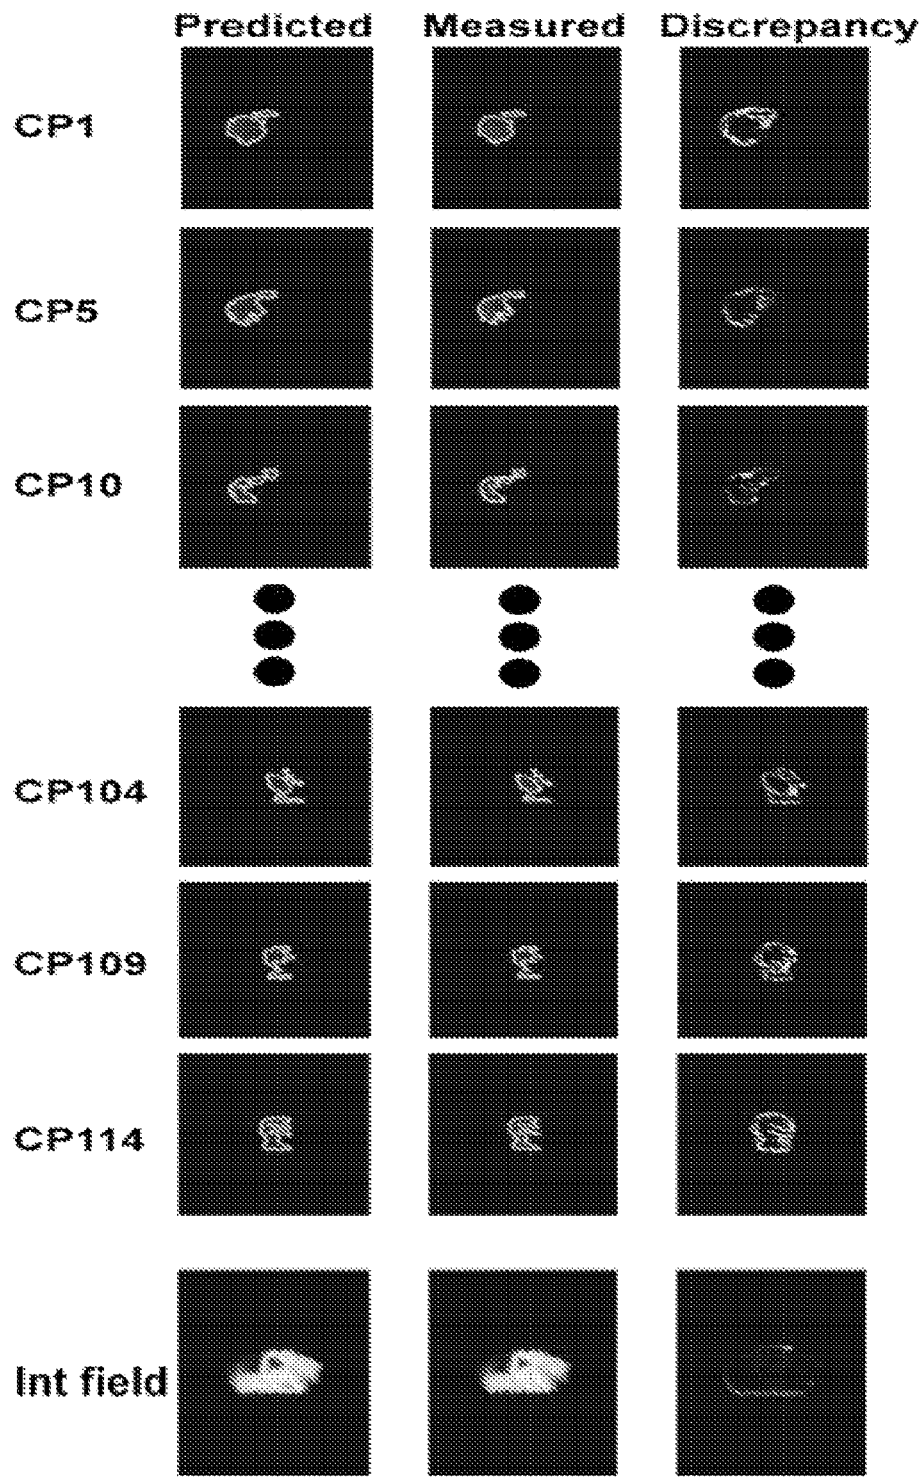 Predicted Measured Discrepancy
CP1
CP5
CP10
CP104
CP109
CP114
Int field